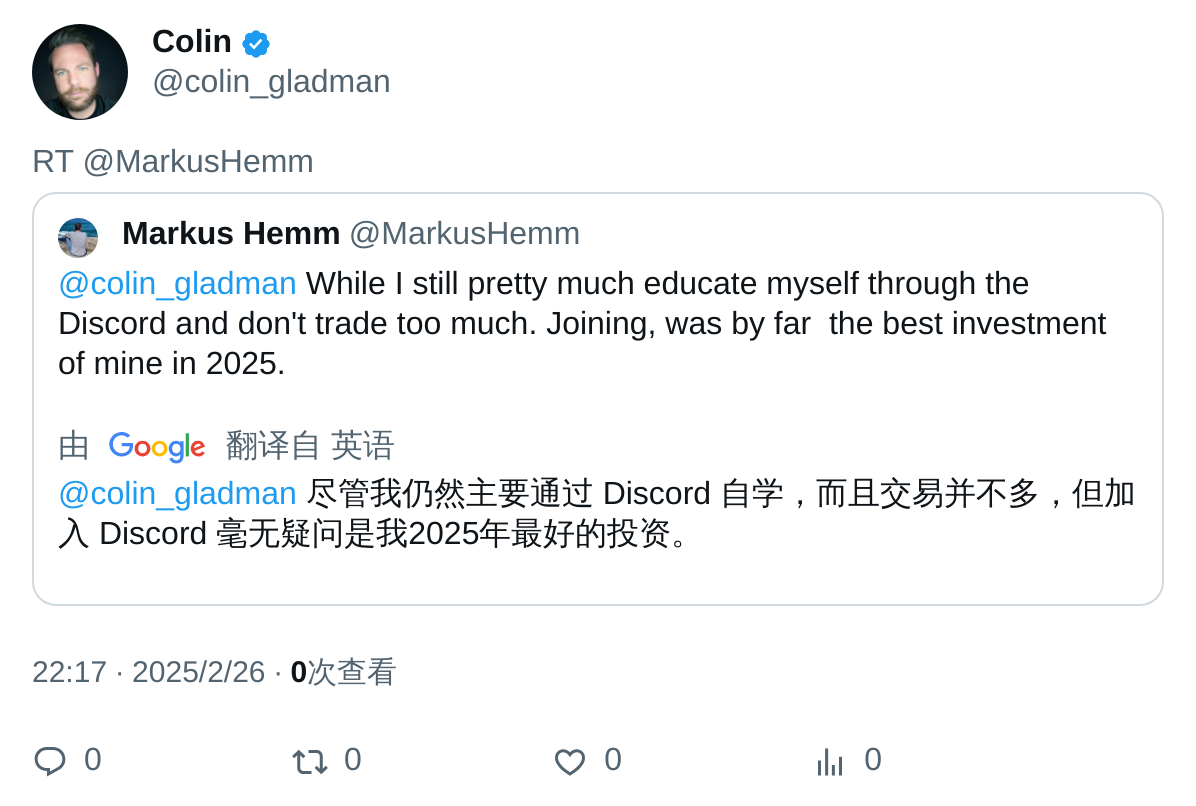 Colin
@colin_gladman
RT @MarkusHemm
Markus Hemm @MarkusHemm
@colin_gladman While I still pretty much educate myself through the
Discord and don't trade too much. Joining, was by far  the best investment
of mine in 2025.
由 Google 翻译自 英语
@colin_gladman 尽管我仍然主要通过 Discord 自学，而且交易并不多，但加
入 Discord 毫无疑问是我2025年最好的投资。
22:17 · 2025/2/26 · 0次查看
0 0 0 0